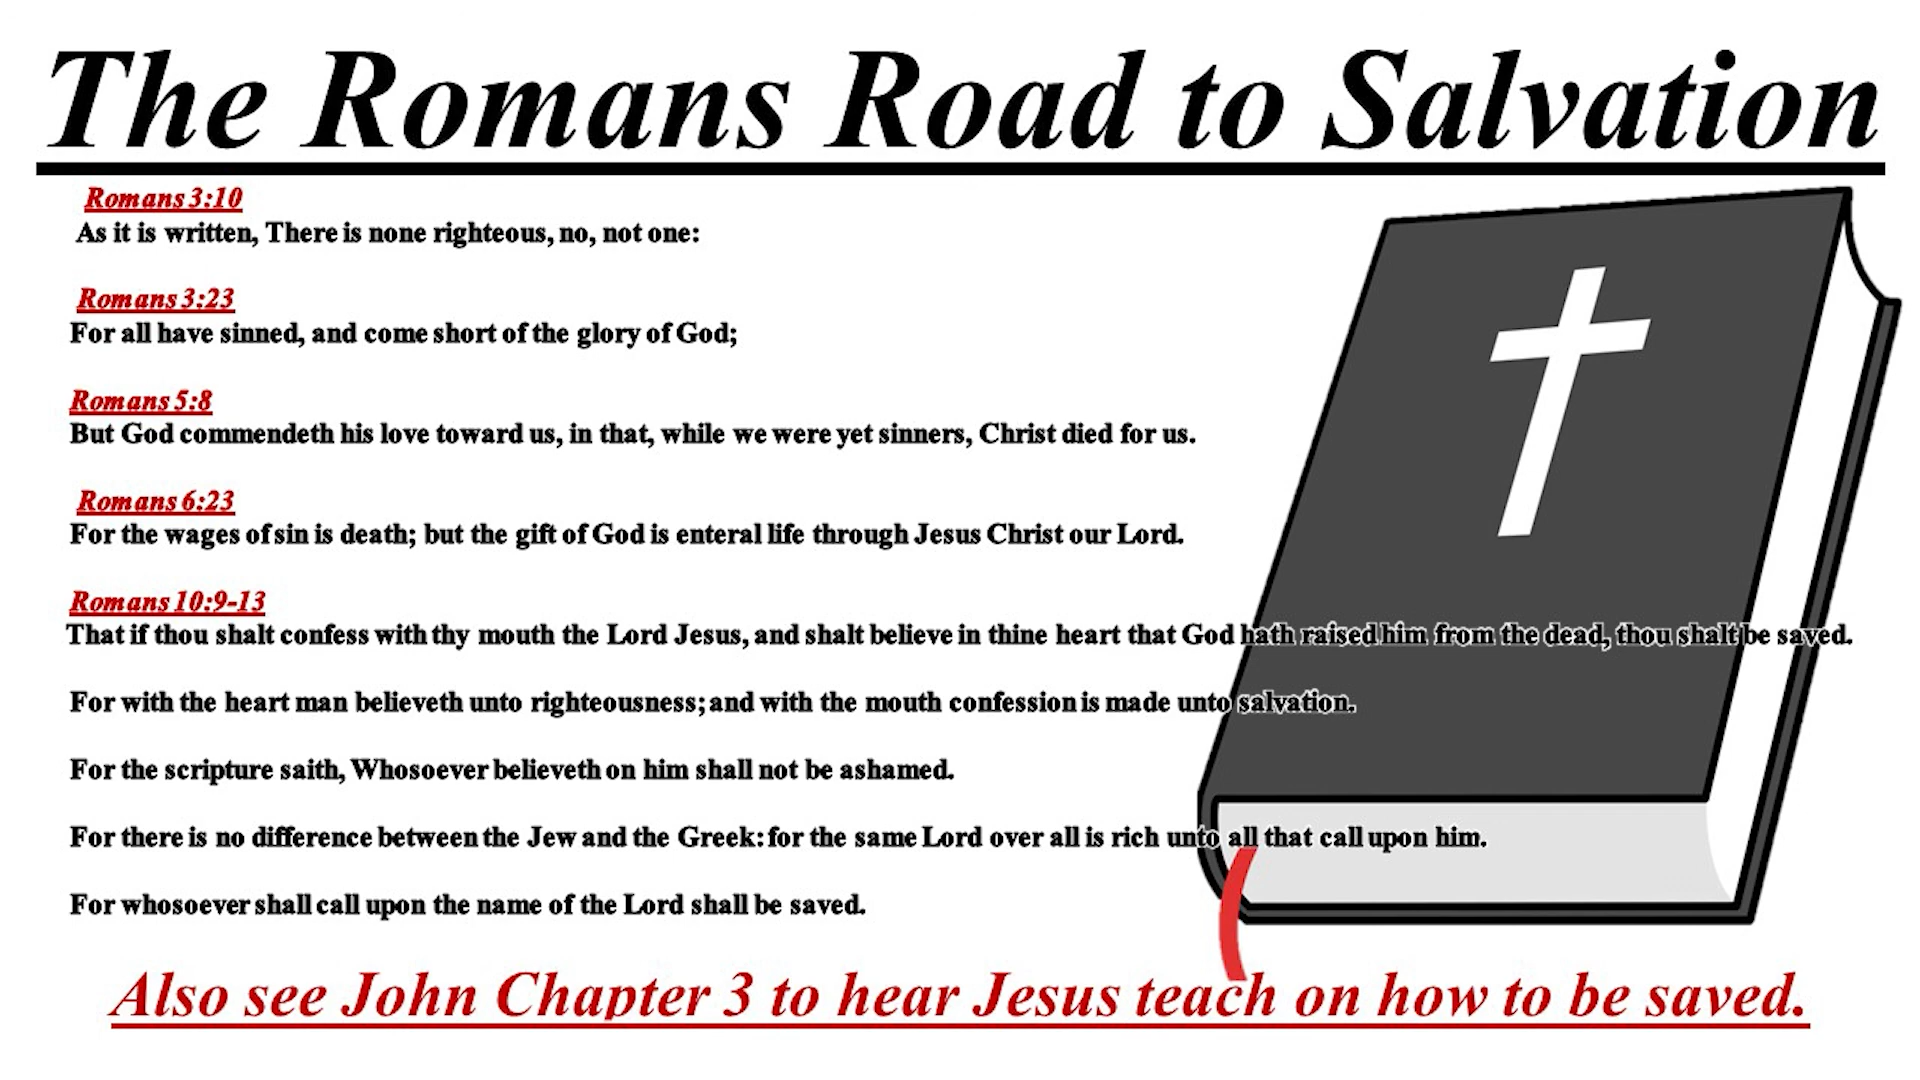 The Romans Road to Salvation
Romans 3:10
As it is written, There is none righteous, no, not one:
Romans 3:23
For all have sinned, and come short of the glory of God;
Romans 5:8
But God commendeth his love toward us, in that, while we were yet sinners, Christ died for us.
Romans 6:23
For the wages of sin is death; but the gift of God is enteral life through Jesus Christ our Lord.
Romans 10:9-13
That if thou shalt confess with thy mouth the Lord Jesus, and shalt believe in thine heart that God hath raised him from the dead, thou shalt be saved.
For with the heart man believeth unto righteousness; and with the mouth confession is made unto salvation.
For the scripture saith, Whosoever believeth on him shall not be ashamed.
For there is no difference between the Jew and the Greek: for the same Lord over all is rich unto all that call upon him.
For whosoever shall call upon the name of the Lord shall be saved.
Also see John Chapter 3 to hear Jesus teach on how to be saved.